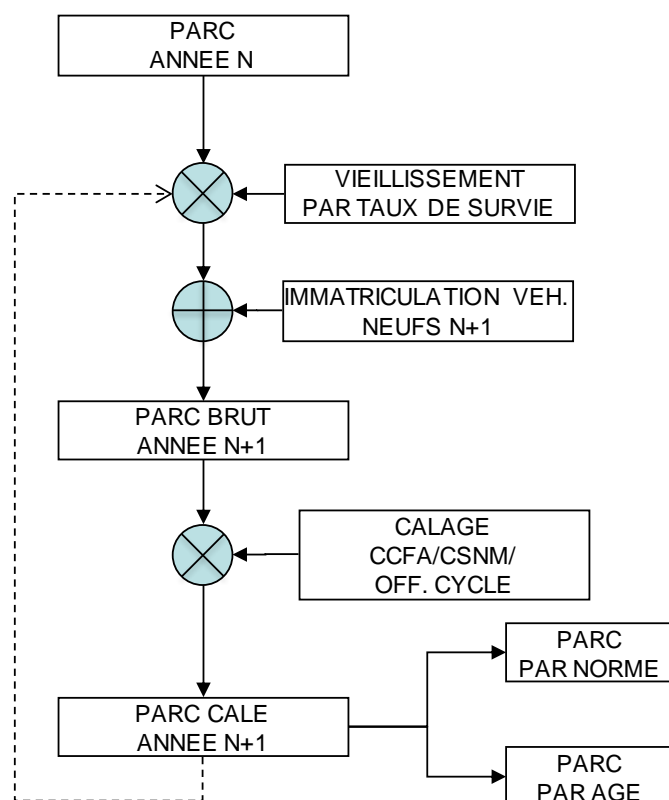 PARC
ANNEE N
VIEILLISSEMENT
PAR TAUX DE SURVIE
IMMATRICULATION VEH.
NEUFS N+1
PARC BRUT
ANNEE N+1
CALAGE
CCFA/CSNM/
OFF. CYCLE
PARC
PAR NORME
PARC CALE
ANNEE N+1
PARC
PAR AGE